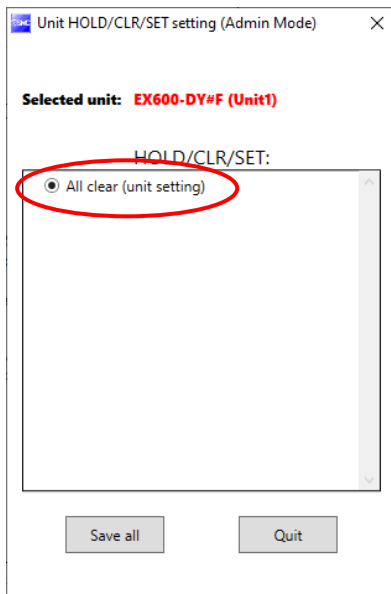 SMC Unit HOLD/CLR/SET setting (Admin Mode)
Selected unit: EX600-DY#F (Unit1)
HOLD/CLR/SET:
All clear (unit setting)
Save all Quit